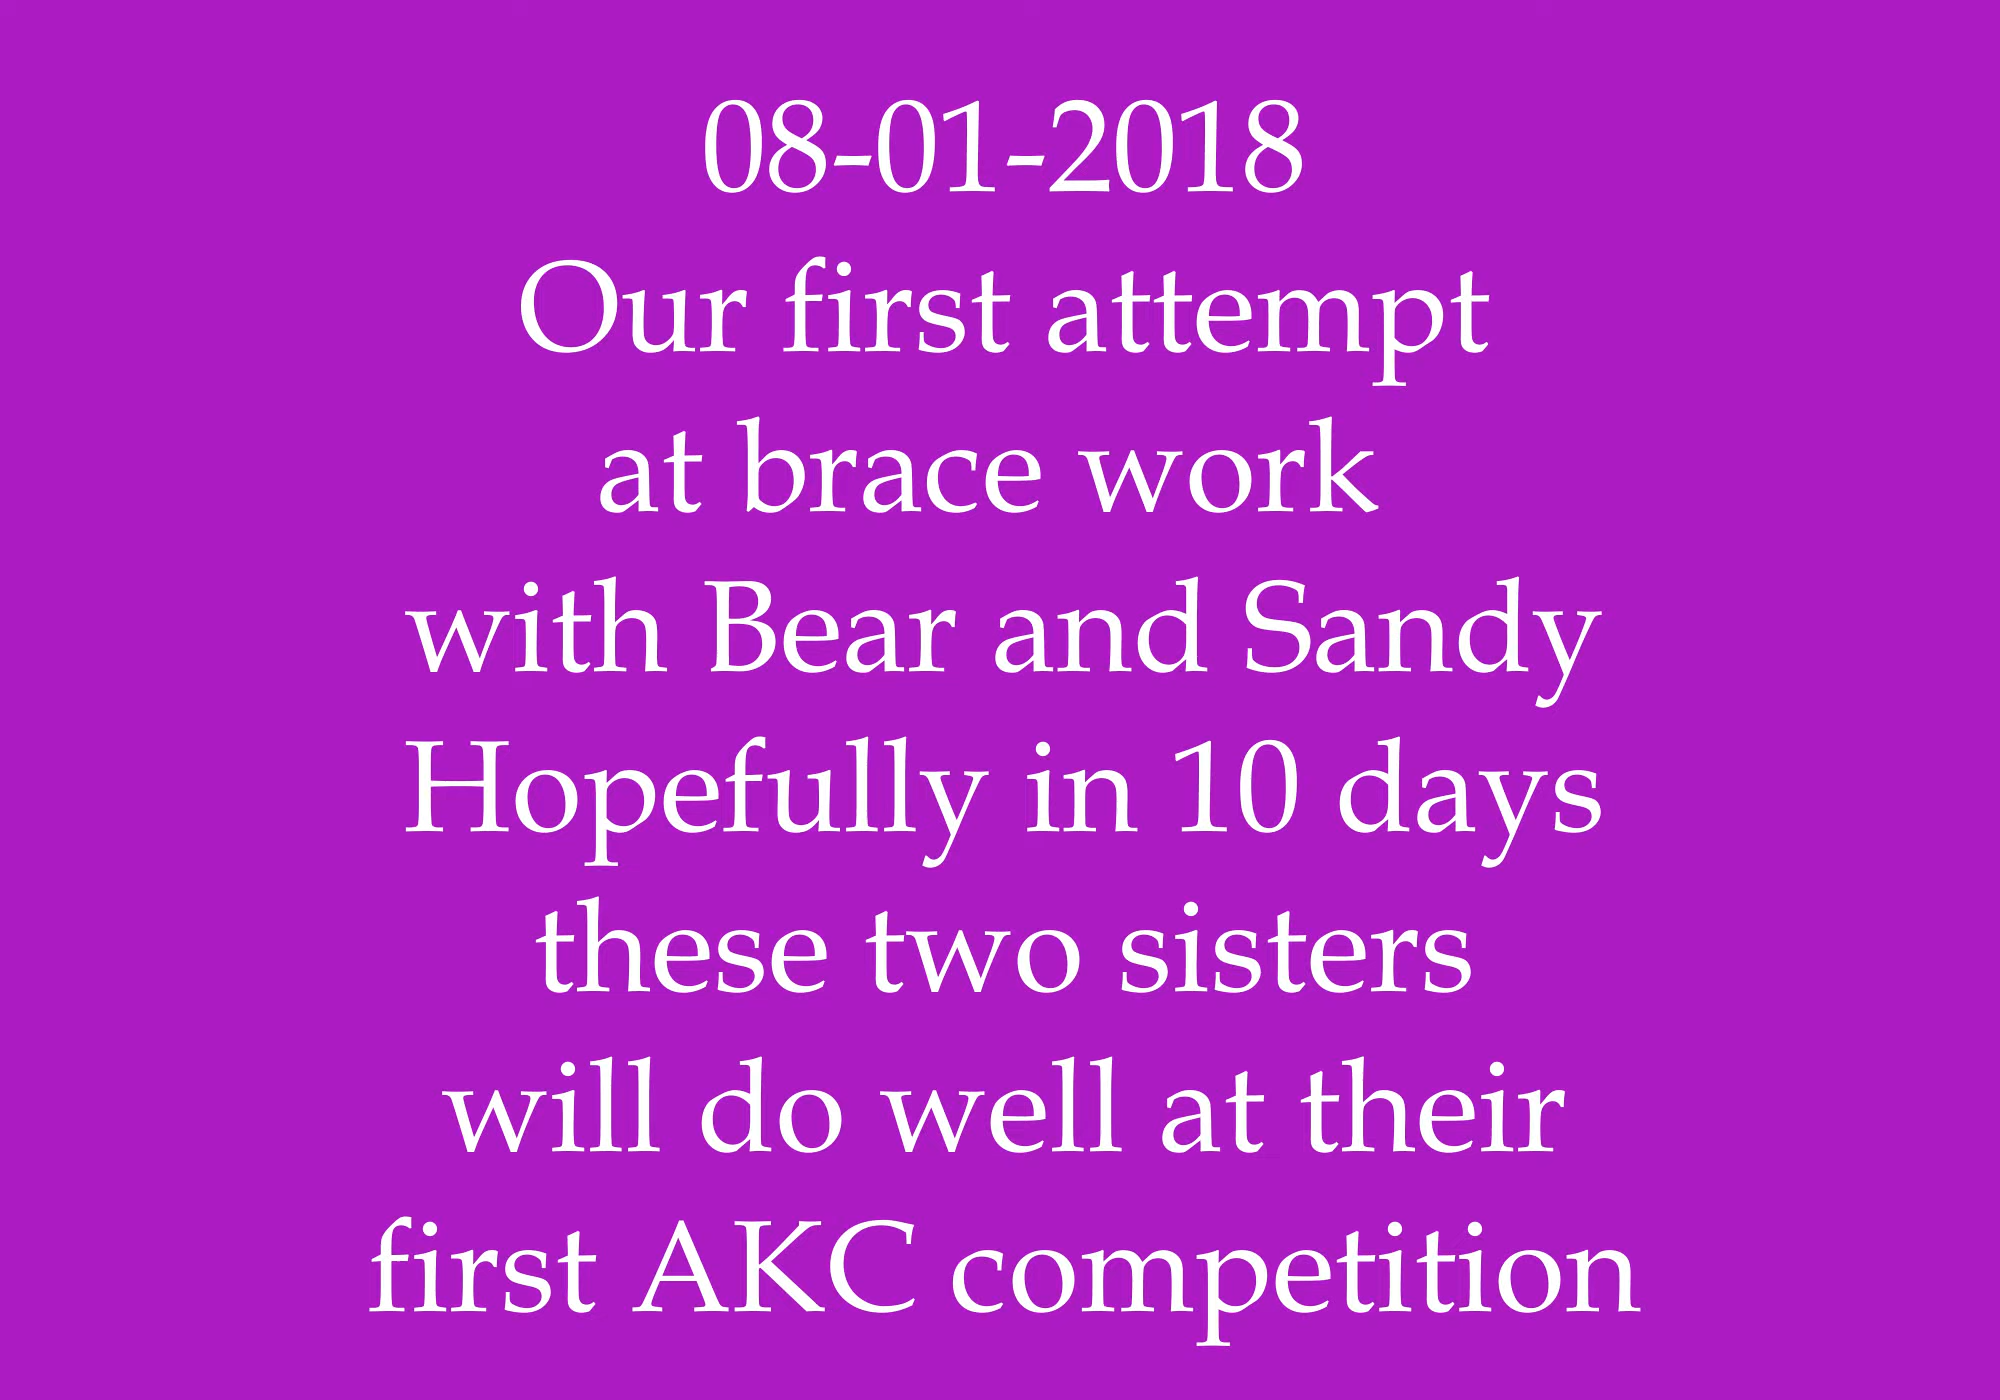 08-01-2018
Our first attempt
at brace work
with Bear and Sandy
Hopefully in 10 days
these two sisters
will do well at their
first AKC competition